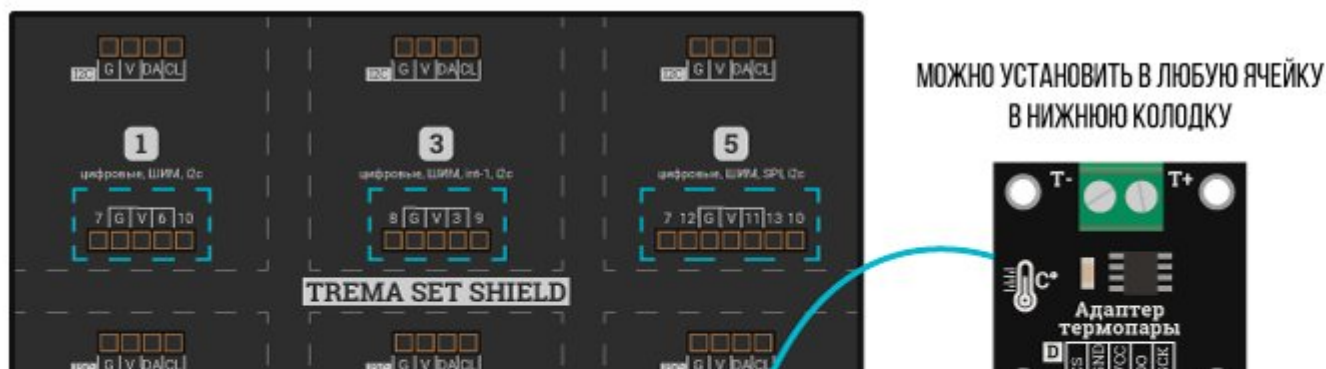 I2C G V DA CL
I2C G V DA CL
I2C G V DA CL
МОЖНО УСТАНОВИТЬ В ЛЮБУЮ ЯЧЕЙКУ
В НИЖНЮЮ КОЛОДКУ
1
3
5
цифровые, ШИМ, i2c
цифровые, ШИМ, int-1, i2c
цифровые, ШИМ, SPI, i2c
7 G V 6 10
8 G V 3 9
7 12 G V 11 13 10
T- T+
C°
TREMA SET SHIELD
Адаптер
термопары
D
G V DA CL
G V DA CL
G V DA CL